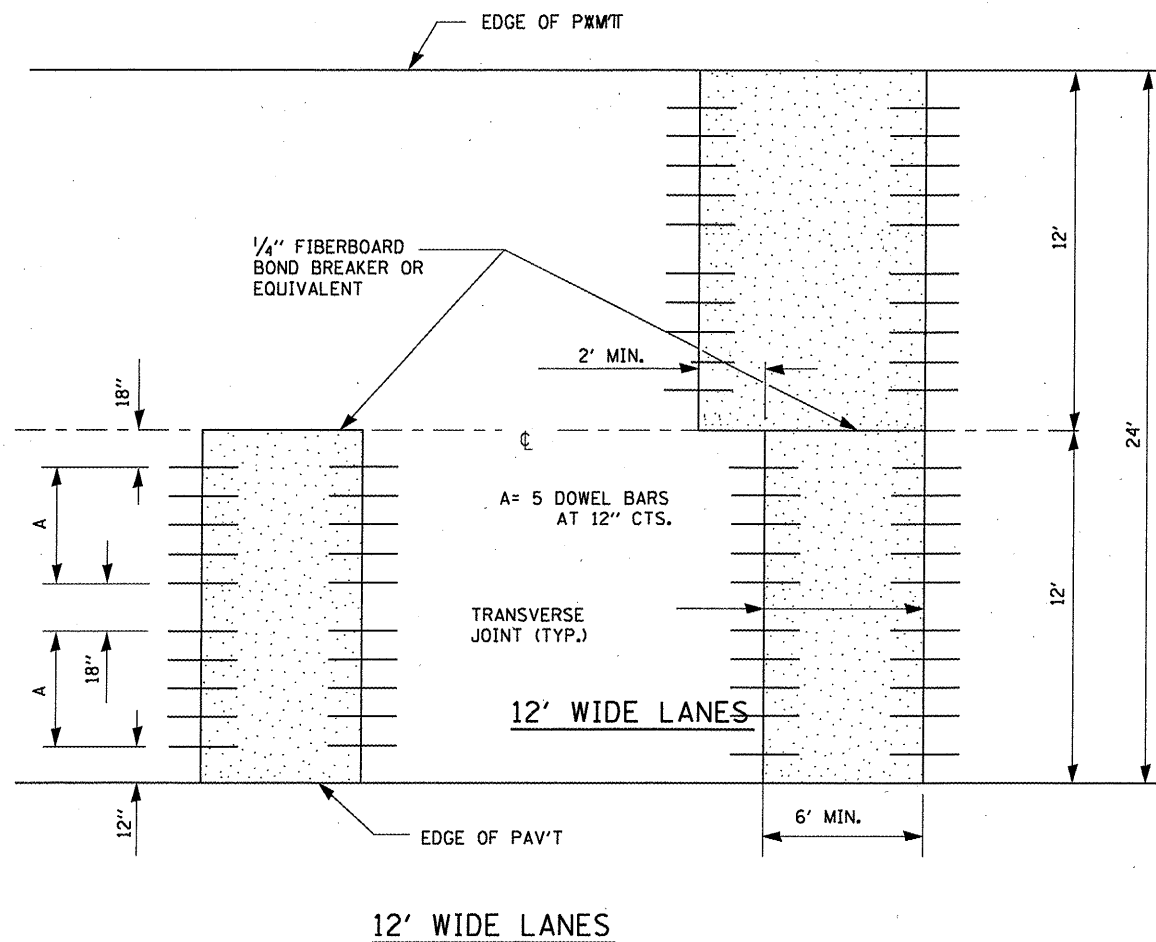 EDGE OF
1/4" FIBERBOARD
BOND BREAKER OR
EQUIVALENT
12'
2' MIN.
18"
℄
24'
A= 5 DOWEL BARS
AT 12" CTS.
A
TRANSVERSE
JOINT (TYP.)
12'
A
18"
12' WIDE LANES
12"
6' MIN.
EDGE OF PAV'T
12' WIDE LANES